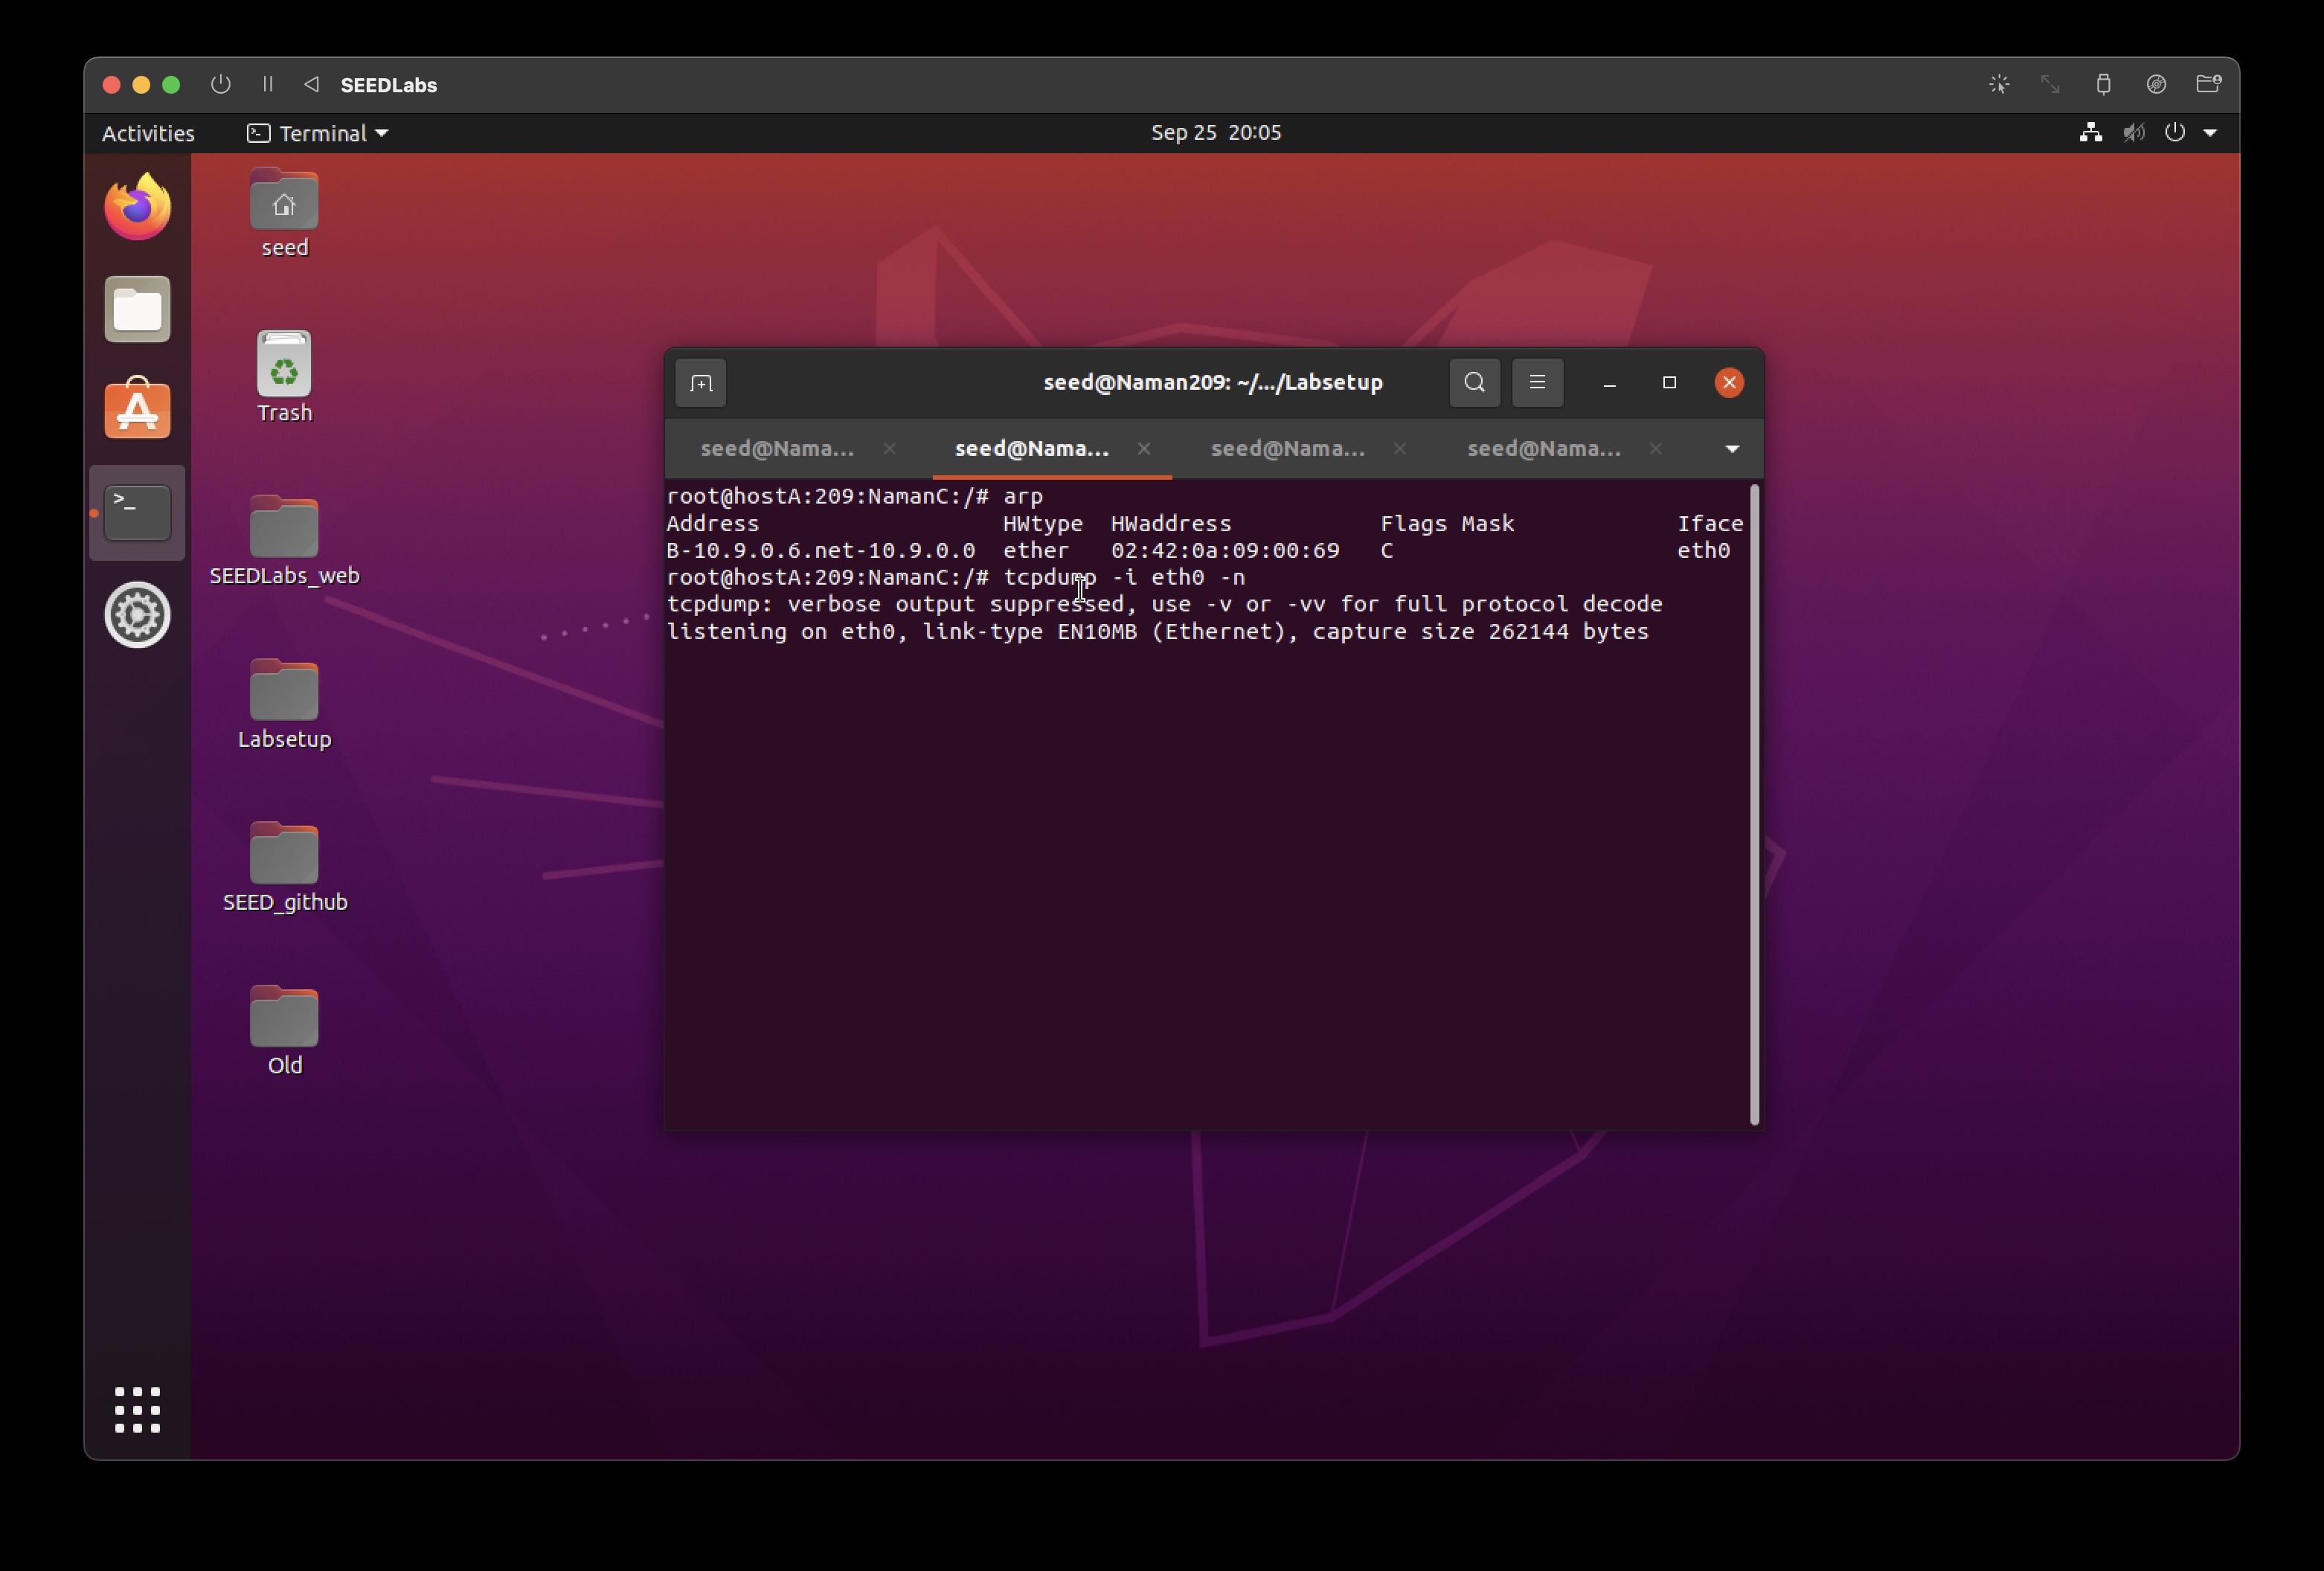 SEEDLabs
Activities
Terminal
Sep 25 20:05
seed
Trash
SEEDLabs_web
Labsetup
SEED_github
Old
seed@Naman209: ~/.../Labsetup
seed@Nama... seed@Nama... seed@Nama... seed@Nama...
root@hostA:209:NamanC:/# arp
Address HWtype HWaddress Flags Mask Iface
B-10.9.0.6.net-10.9.0.0 ether 02:42:0a:09:00:69 C eth0
root@hostA:209:NamanC:/# tcpdump -i eth0 -n
tcpdump: verbose output suppressed, use -v or -vv for full protocol decode
listening on eth0, link-type EN10MB (Ethernet), capture size 262144 bytes